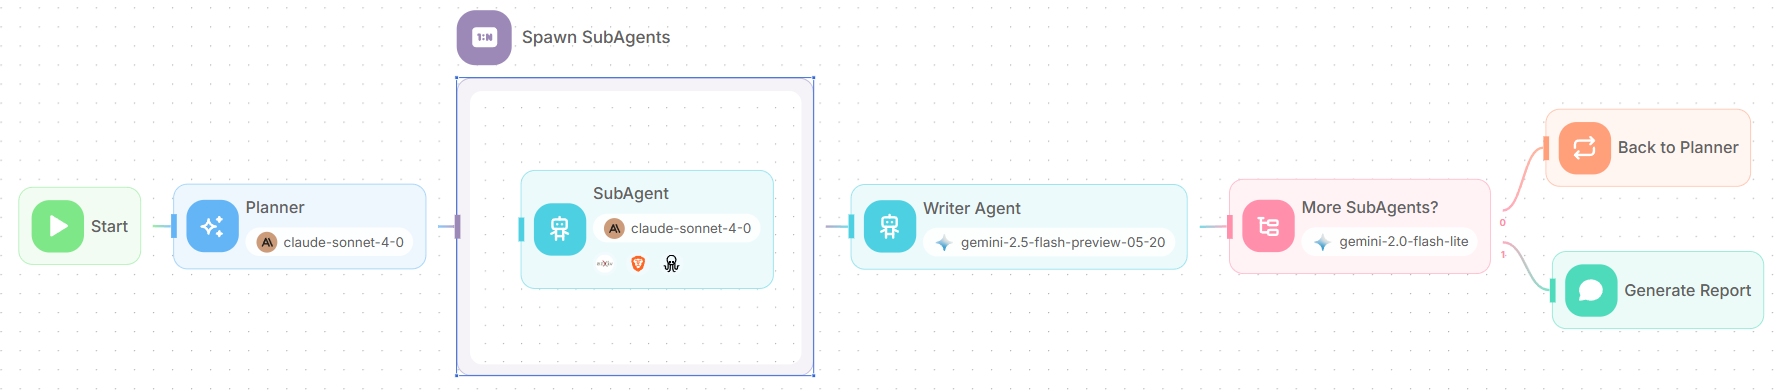 1:N
Spawn SubAgents
Start
Planner
claude-sonnet-4-0
SubAgent
claude-sonnet-4-0
Writer Agent
gemini-2.5-flash-preview-05-20
More SubAgents?
gemini-2.0-flash-lite
0
1
Back to Planner
Generate Report